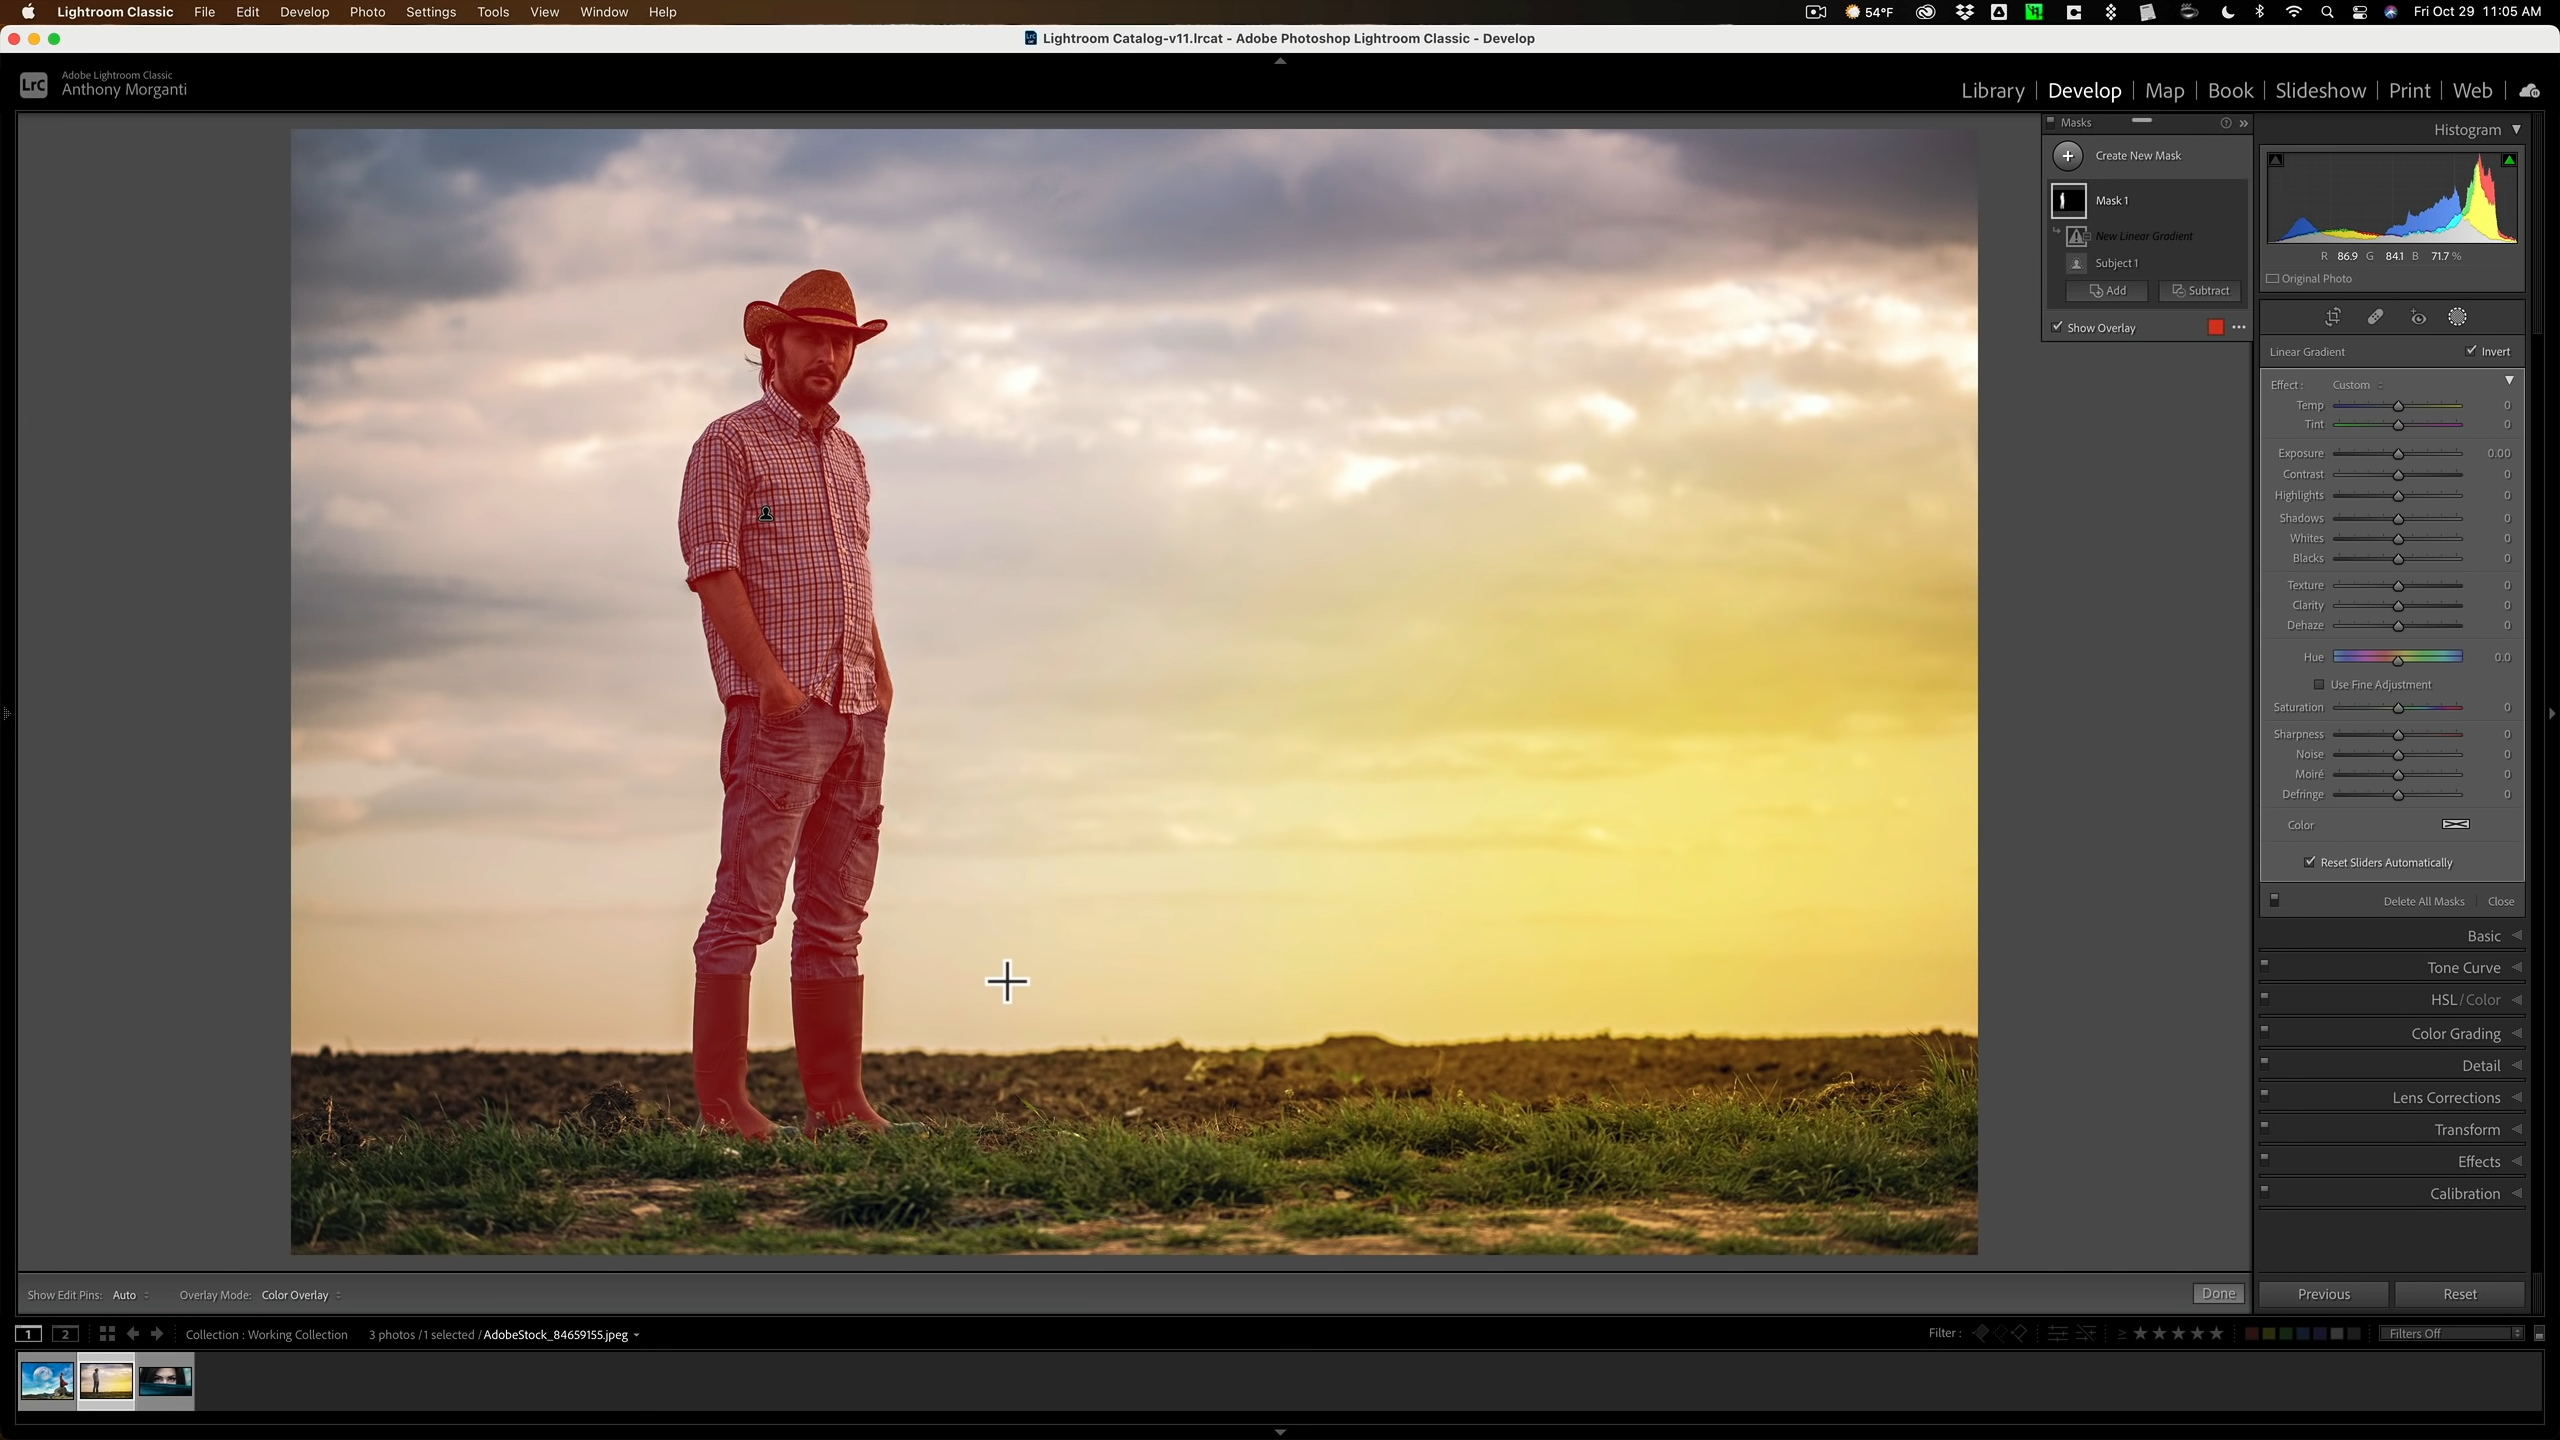 Lightroom Classic File Edit Develop Photo Settings Tools View Window Help 54°F Fri Oct 29 11:05 AM
Lightroom Catalog-v11.lrcat - Adobe Photoshop Lightroom Classic - Develop
LrC Adobe Lightroom Classic
Anthony Morganti
Library | Develop | Map | Book | Slideshow | Print | Web
Masks
Create New Mask
Mask 1
New Linear Gradient
Subject 1
Add Subtract
Show Overlay
Histogram
R 86.9 G 84.1 B 71.7 %
Original Photo
Linear Gradient Invert
Effect : Custom
Temp 0
Tint 0
Exposure 0.00
Contrast 0
Highlights 0
Shadows 0
Whites 0
Blacks 0
Texture 0
Clarity 0
Dehaze 0
Hue 0.0
Use Fine Adjustment
Saturation 0
Sharpness 0
Noise 0
Moiré 0
Defringe 0
Color
Reset Sliders Automatically
Delete All Masks Close
Basic
Tone Curve
HSL / Color
Color Grading
Detail
Lens Corrections
Transform
Effects
Calibration
Show Edit Pins: Auto Overlay Mode: Color Overlay Done Previous Reset
1 2 Collection : Working Collection 3 photos / 1 selected / AdobeStock_84659155.jpeg Filter : ≥ ★★★★★ Filters Off